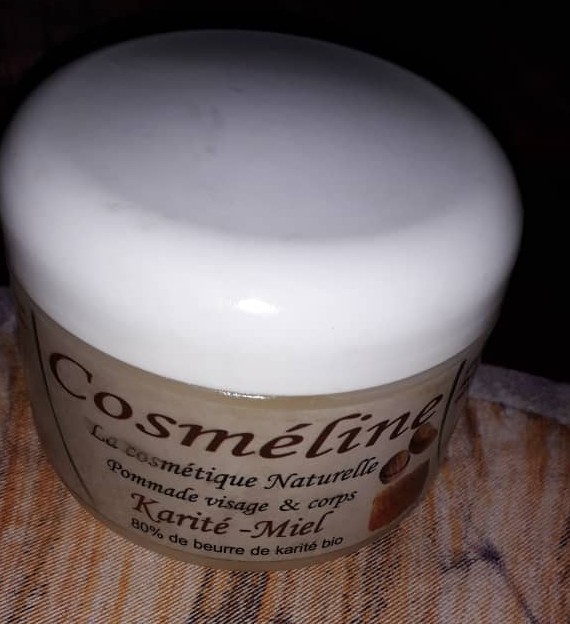 Cosméline
La cosmétique Naturelle
Pommade visage & corps
Karité -Miel
80% de beurre de karité bio